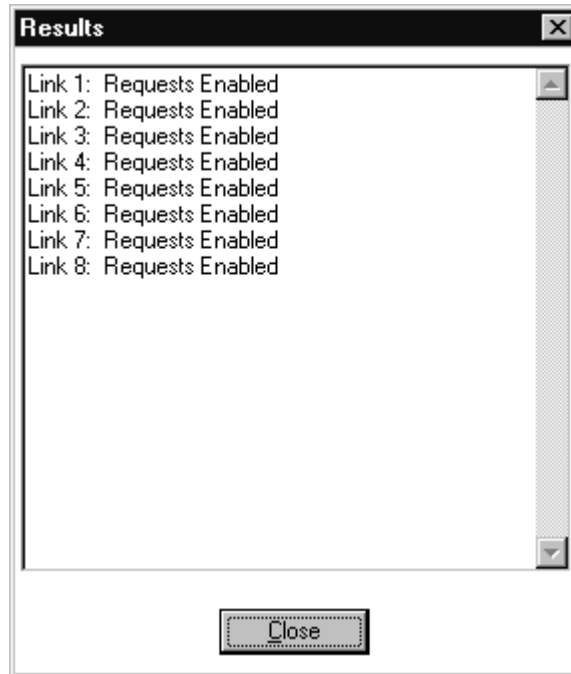 Results
Link 1: Requests Enabled
Link 2: Requests Enabled
Link 3: Requests Enabled
Link 4: Requests Enabled
Link 5: Requests Enabled
Link 6: Requests Enabled
Link 7: Requests Enabled
Link 8: Requests Enabled
Close